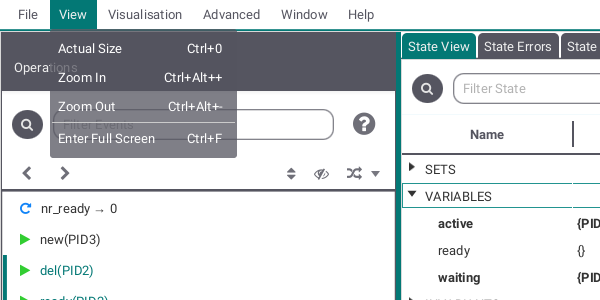 File View Visualisation Advanced Window Help
Actual Size Ctrl+0
Zoom In Ctrl+Alt++
Zoom Out Ctrl+Alt+-
Enter Full Screen Ctrl+F
Operations
Filter Events
?
nr_ready → 0
new(PID3)
del(PID2)
ready(PID2)
State View State Errors State
Filter State
Name
SETS
VARIABLES
active {PID
ready {}
waiting {PID